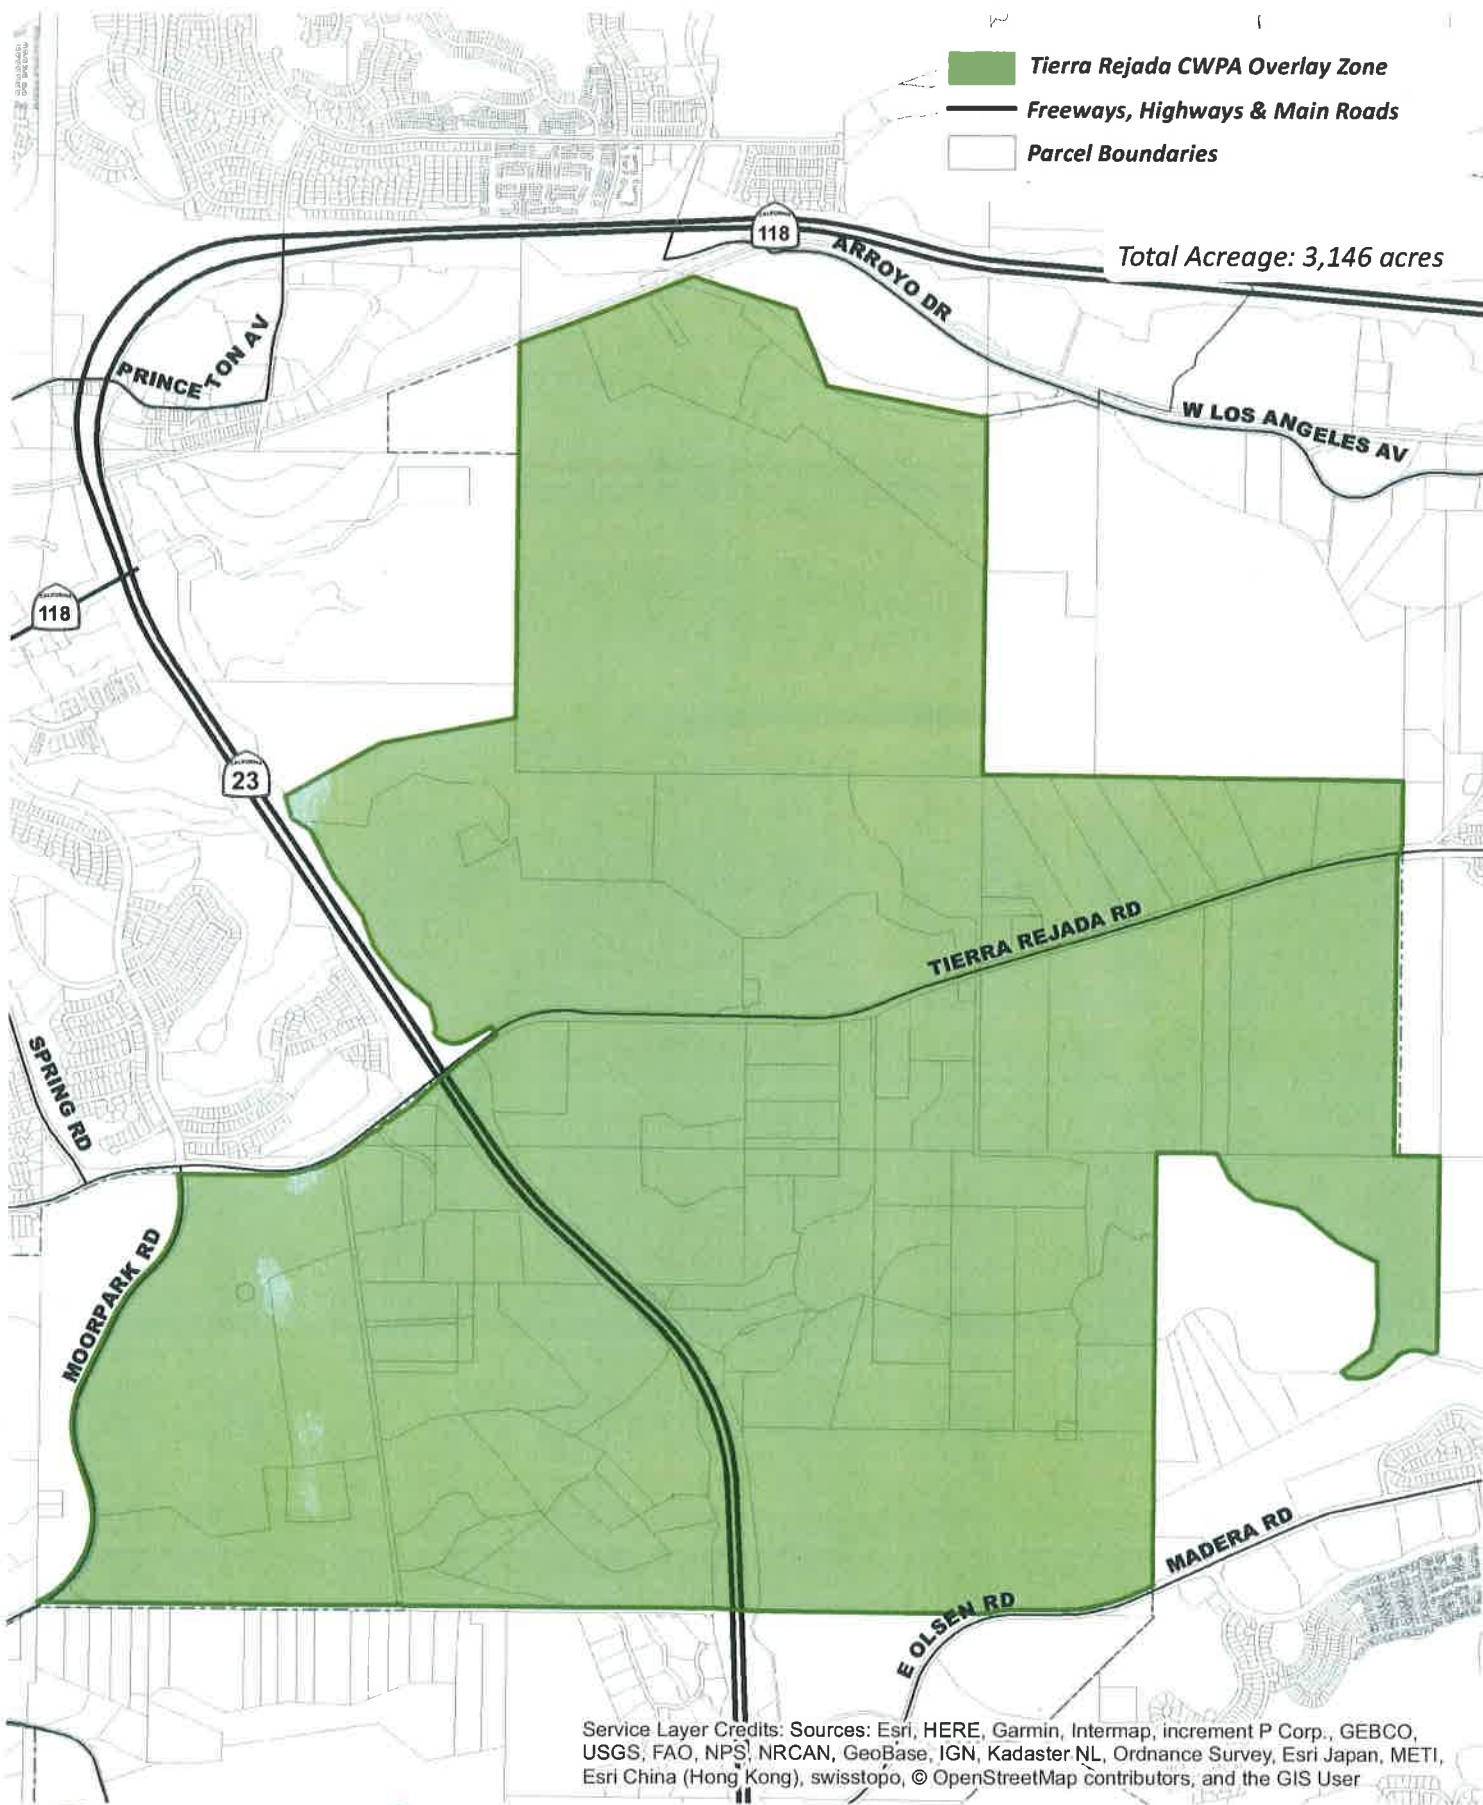 Tierra Rejada CWPA Overlay Zone
Freeways, Highways & Main Roads
Parcel Boundaries
Total Acreage: 3,146 acres
CALIFORNIA
118
ARROYO DR
PRINCETON AV
W LOS ANGELES AV
CALIFORNIA
118
CALIFORNIA
23
TIERRA REJADA RD
SPRING RD
MOORPARK RD
MADERA RD
E OLSEN RD
Service Layer Credits: Sources: Esri, HERE, Garmin, Intermap, increment P Corp., GEBCO,
USGS, FAO, NPS, NRCAN, GeoBase, IGN, Kadaster NL, Ordnance Survey, Esri Japan, METI,
Esri China (Hong Kong), swisstopo, © OpenStreetMap contributors, and the GIS User